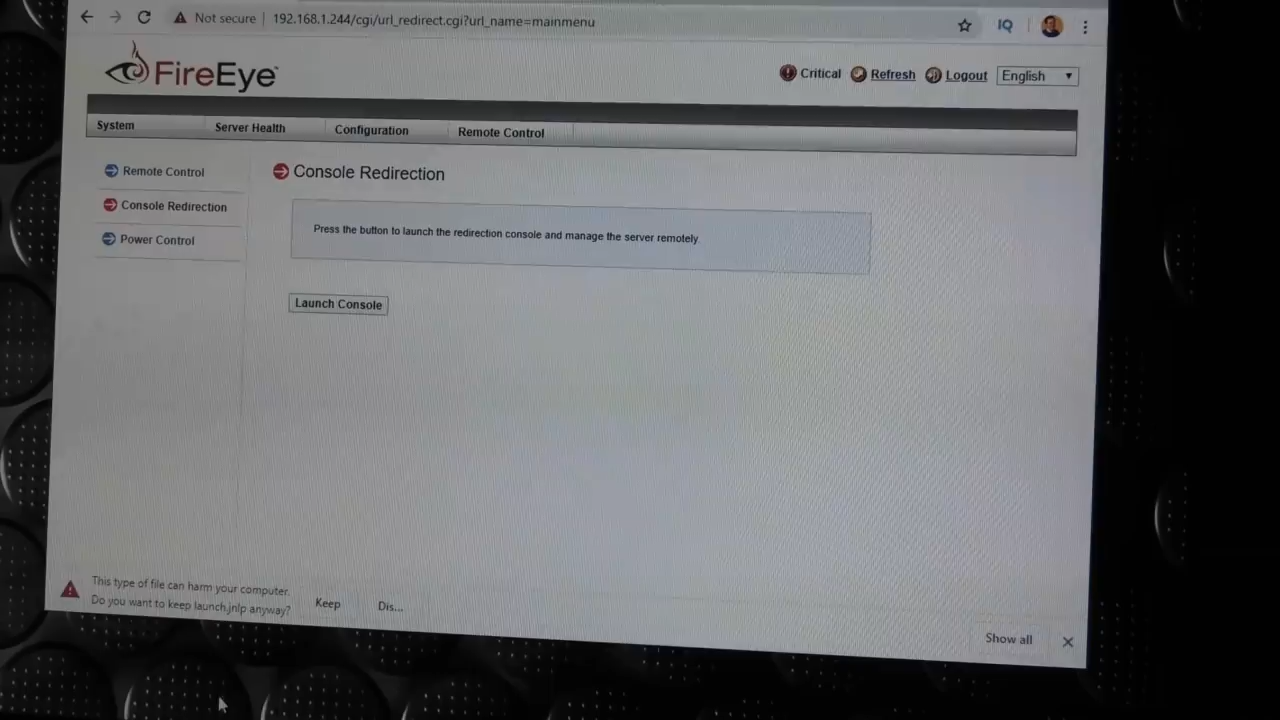 Not secure | 192.168.1.244/cgi/url_redirect.cgi?url_name=mainmenu
IQ
FireEye
Critical Refresh Logout English
System Server Health Configuration Remote Control
Remote Control
Console Redirection
Power Control
Console Redirection
Press the button to launch the redirection console and manage the server remotely.
Launch Console
This type of file can harm your computer.
Do you want to keep launch.jnlp anyway?
Keep Dis...
Show all